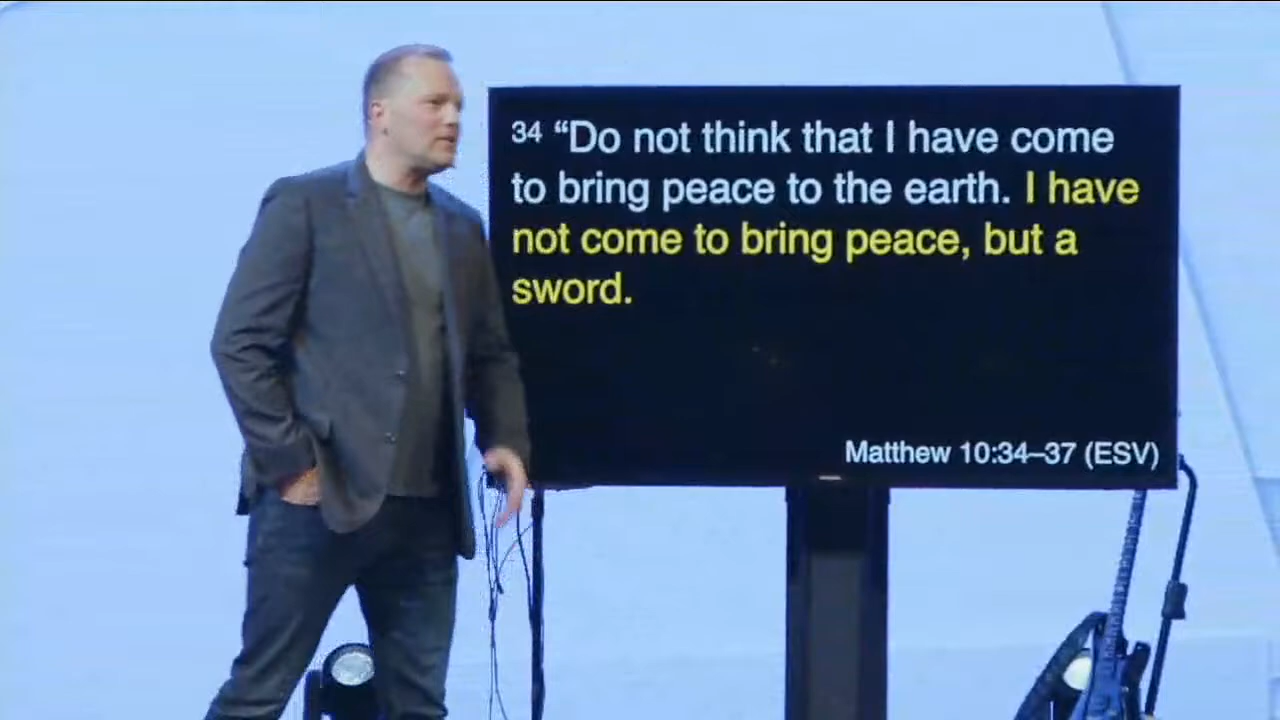 34 “Do not think that I have come
to bring peace to the earth. I have
not come to bring peace, but a
sword.
Matthew 10:34–37 (ESV)